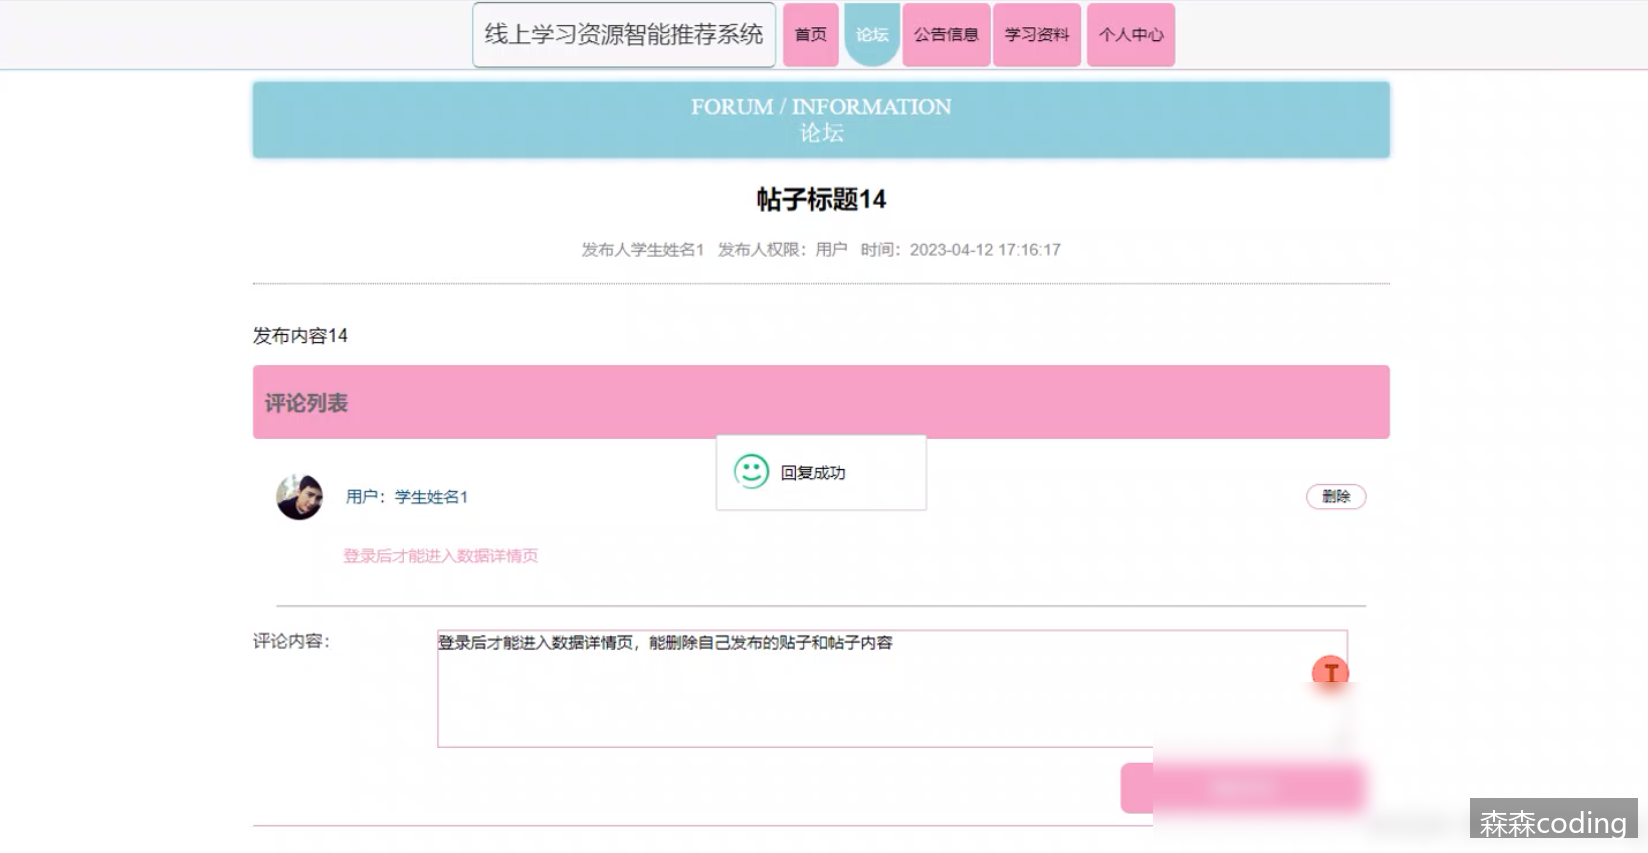 线上学习资源智能推荐系统 首页 论坛 公告信息 学习资料 个人中心
FORUM / INFORMATION
论坛
帖子标题14
发布人学生姓名1 发布人权限：用户 时间：2023-04-12 17:16:17
发布内容14
评论列表
回复成功
用户：学生姓名1 删除
登录后才能进入数据详情页
评论内容：
登录后才能进入数据详情页，能删除自己发布的贴子和帖子内容
T
森森coding